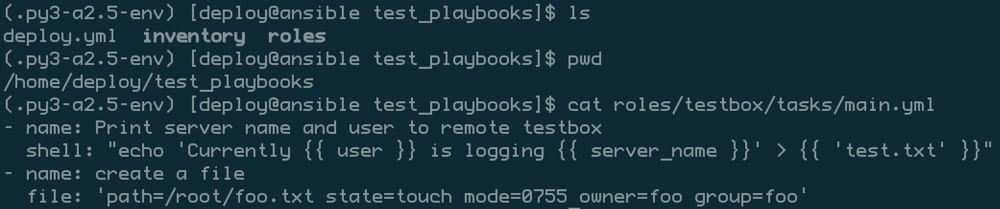 (.py3-a2.5-env) [deploy@ansible test_playbooks]$ ls
deploy.yml  inventory  roles
(.py3-a2.5-env) [deploy@ansible test_playbooks]$ pwd
/home/deploy/test_playbooks
(.py3-a2.5-env) [deploy@ansible test_playbooks]$ cat roles/testbox/tasks/main.yml
- name: Print server name and user to remote testbox
  shell: "echo 'Currently {{ user }} is logging {{ server_name }}' > {{ 'test.txt' }}"
- name: create a file
  file: 'path=/root/foo.txt state=touch mode=0755 owner=foo group=foo'